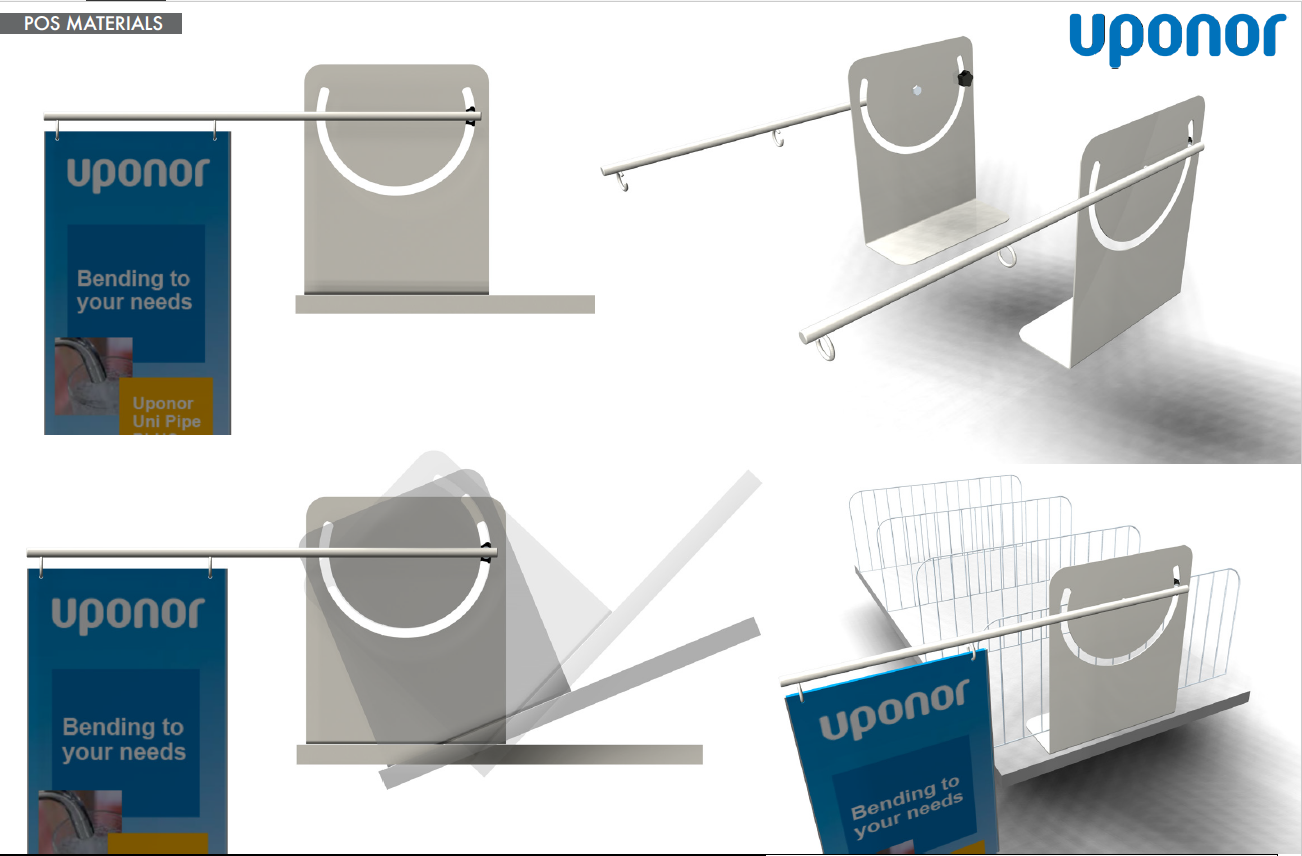 POS MATERIALS
uponor
uponor
Bending to
your needs
Uponor
Uni Pipe
PLUS
uponor
Bending to
your needs
uponor
Bending to
your needs